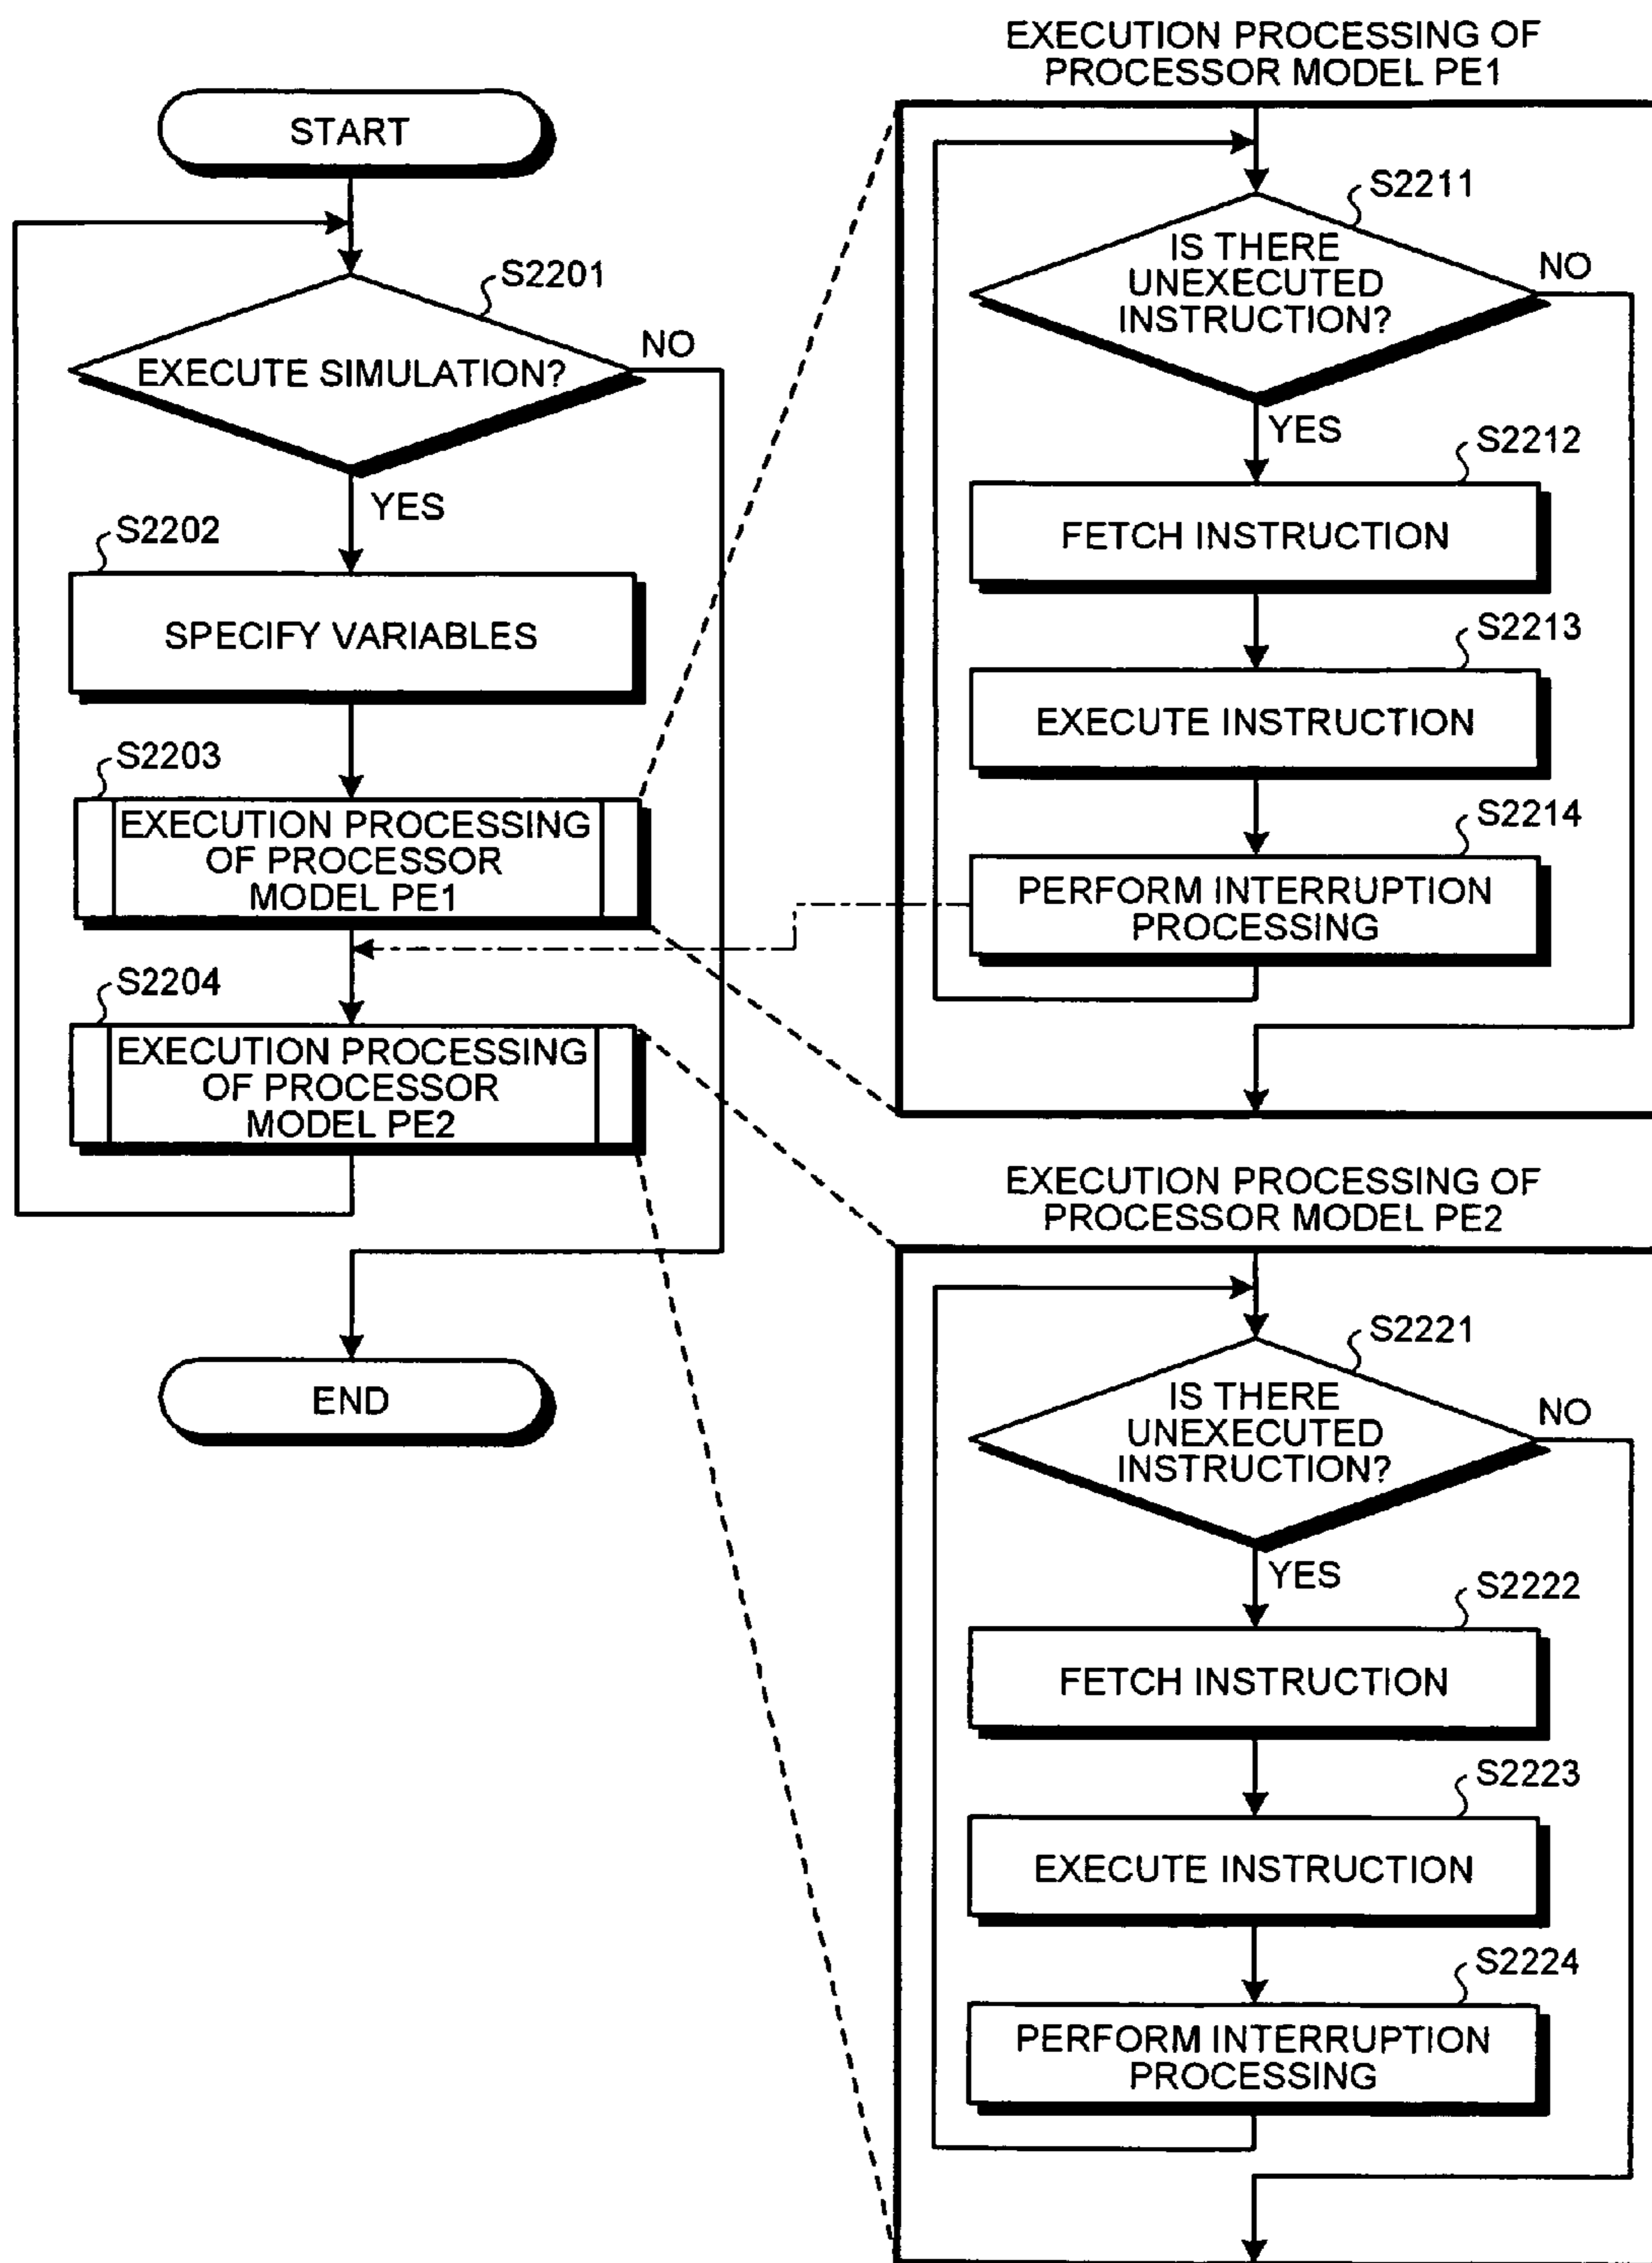 START
S2201
EXECUTE SIMULATION?
NO
YES
S2202
SPECIFY VARIABLES
S2203
EXECUTION PROCESSING
OF PROCESSOR
MODEL PE1
S2204
EXECUTION PROCESSING
OF PROCESSOR
MODEL PE2
END
EXECUTION PROCESSING OF
PROCESSOR MODEL PE1
S2211
IS THERE
UNEXECUTED
INSTRUCTION?
NO
YES
S2212
FETCH INSTRUCTION
S2213
EXECUTE INSTRUCTION
S2214
PERFORM INTERRUPTION
PROCESSING
EXECUTION PROCESSING OF
PROCESSOR MODEL PE2
S2221
IS THERE
UNEXECUTED
INSTRUCTION?
NO
YES
S2222
FETCH INSTRUCTION
S2223
EXECUTE INSTRUCTION
S2224
PERFORM INTERRUPTION
PROCESSING